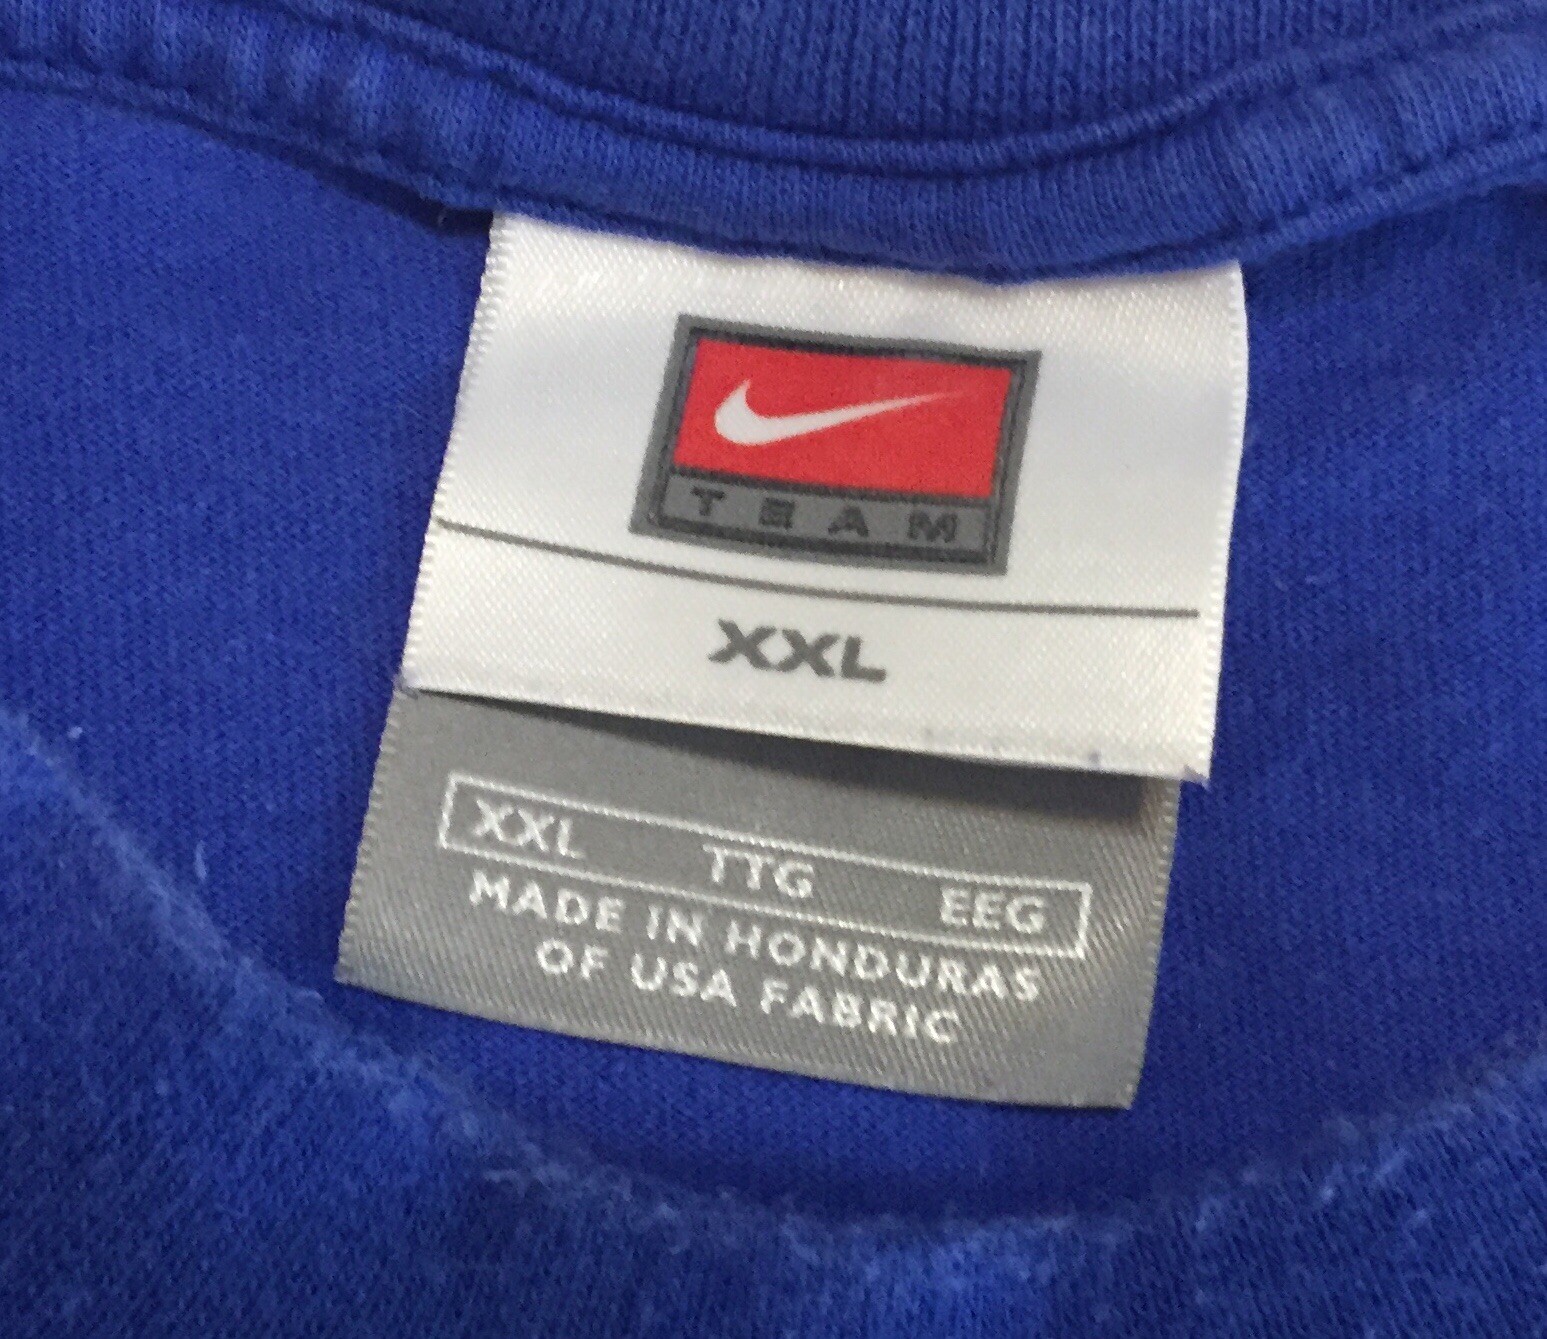 TEAM
XXL
XXL TTG EEG
MADE IN HONDURAS
OF USA FABRIC